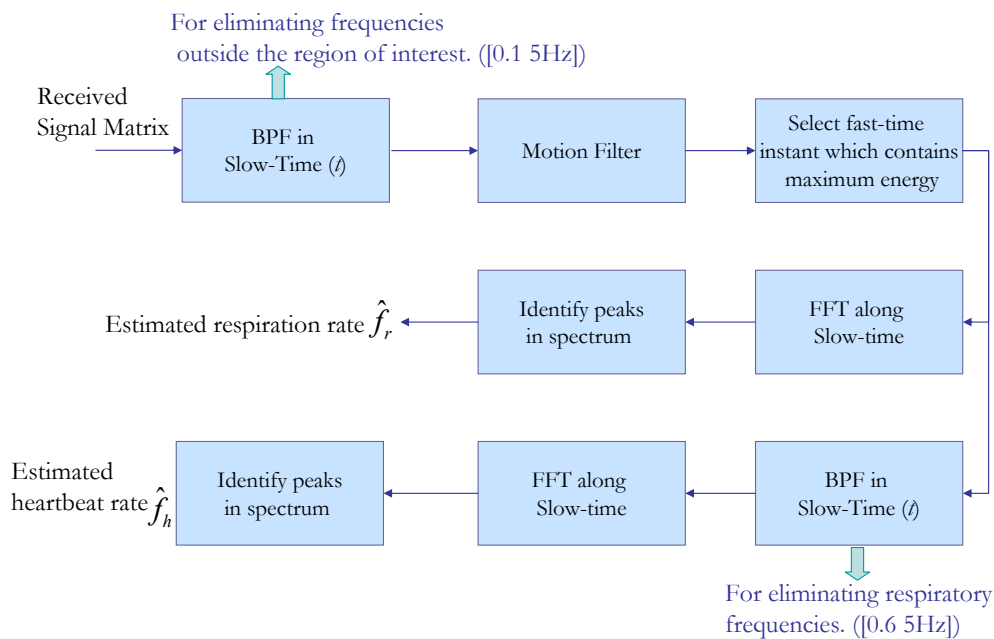 For eliminating frequencies
outside the region of interest. ([0.1 5Hz])
Received
Signal Matrix
BPF in
Slow-Time (t)
Motion Filter
Select fast-time
instant which contains
maximum energy
Estimated respiration rate f̂_r
Identify peaks
in spectrum
FFT along
Slow-time
Estimated
heartbeat rate f̂_h
Identify peaks
in spectrum
FFT along
Slow-time
BPF in
Slow-Time (t)
For eliminating respiratory
frequencies. ([0.6 5Hz])